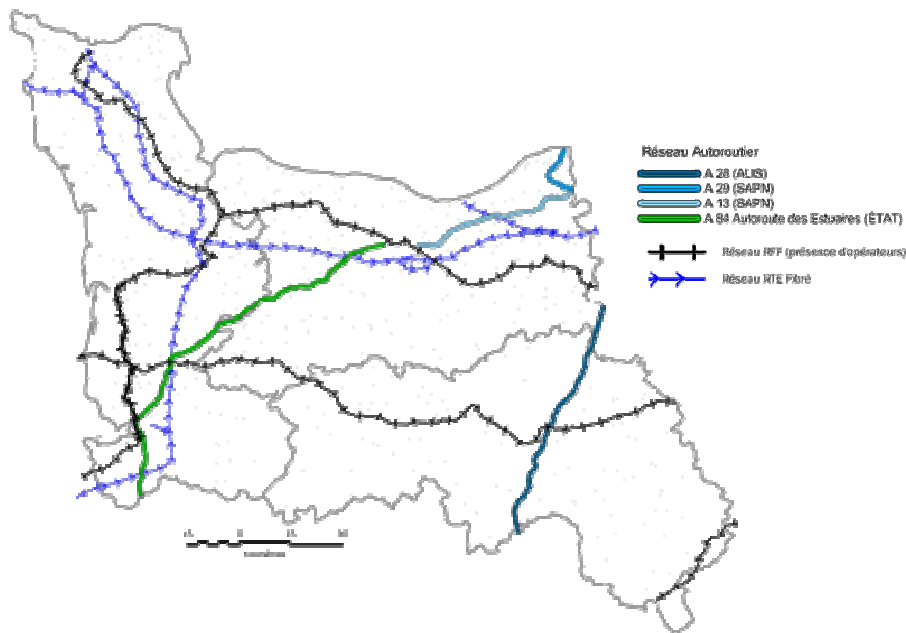 Réseau Autoroutier
A 28 (ALIS)
A 29 (SAPN)
A 13 (SAPN)
A 84 Autoroute des Estuaires (ÉTAT)
Réseau RFF (présence d'opérateurs)
Réseau RTE Fibré